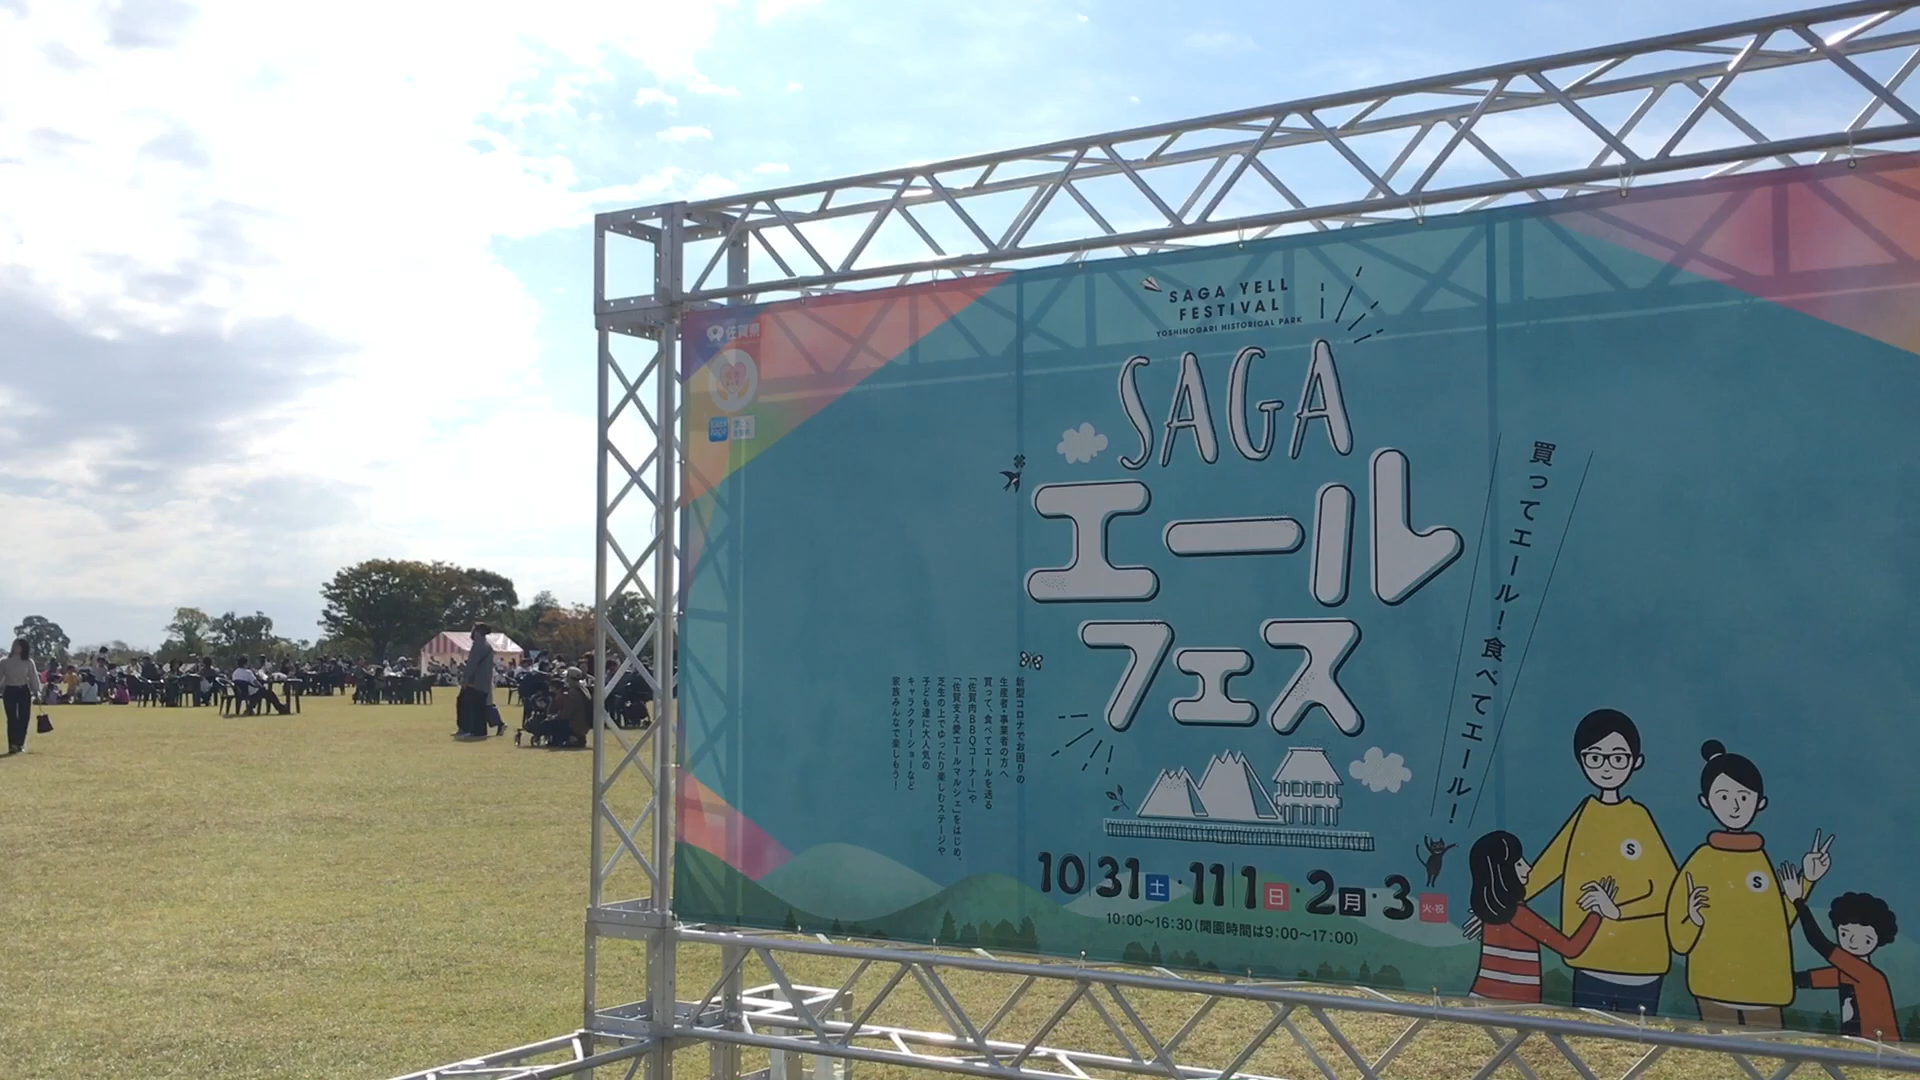 佐賀県
SAGA YELL
FESTIVAL
YOSHINOGARI HISTORICAL PARK
SAGA
エール
フェス
買ってエール！食べてエール！
新型コロナでお困りの
生産者・事業者の方へ
買って、食べてエールを送る
「佐賀肉BBQコーナー」や
「佐賀支え愛エールマルシェ」をはじめ、
芝生の上でゆったり楽しむステージや
子ども達に大人気の
キャラクターショーなど
家族みんなで楽しもう！
10|31 土・11|1 日・2 月・3 火・祝
10:00〜16:30(開園時間は9:00〜17:00)
S
S